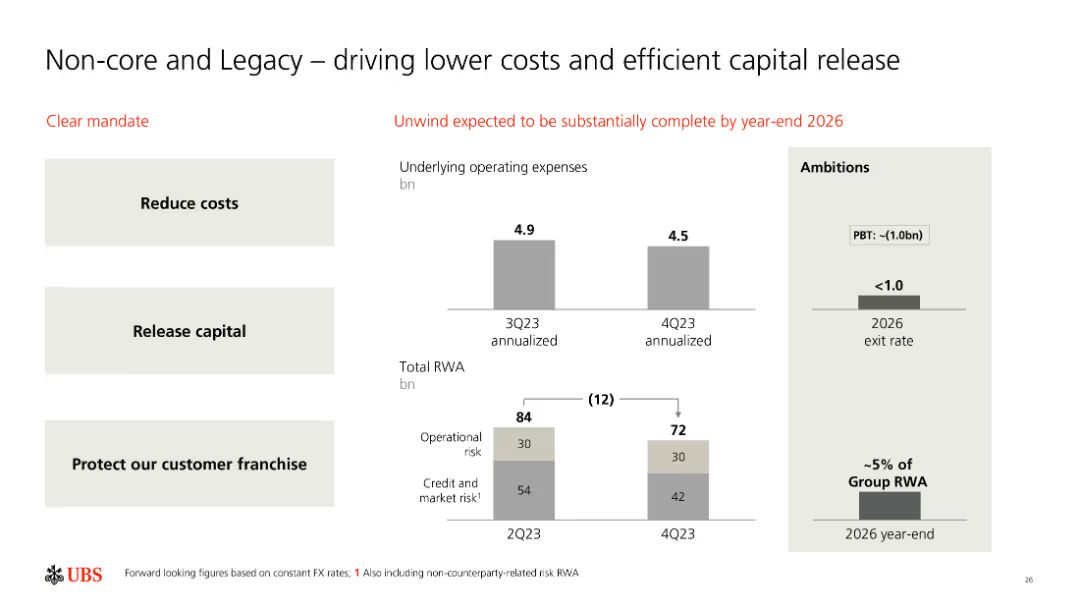 Non-core and Legacy – driving lower costs and efficient capital release
Clear mandate
Reduce costs
Release capital
Protect our customer franchise
Unwind expected to be substantially complete by year-end 2026
Underlying operating expenses
bn
4.9
4.5
3Q23
annualized
4Q23
annualized
Total RWA
bn
(12)
84
72
Operational
risk
30
30
Credit and
market risk¹
54
42
2Q23
4Q23
Ambitions
PBT: ~(1.0bn)
<1.0
2026
exit rate
~5% of
Group RWA
2026 year-end
UBS
Forward looking figures based on constant FX rates; 1 Also including non-counterparty-related risk RWA
26